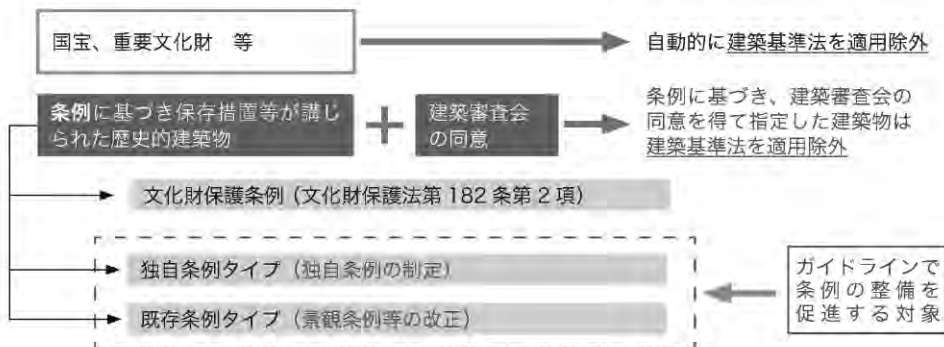 国宝、重要文化財　等
自動的に建築基準法を適用除外
条例に基づき保存措置等が講じ
られた歴史的建築物
＋
建築審査会
の同意
条例に基づき、建築審査会の
同意を得て指定した建築物は
建築基準法を適用除外
文化財保護条例（文化財保護法第182条第2項）
独自条例タイプ（独自条例の制定）
既存条例タイプ（景観条例等の改正）
ガイドラインで
条例の整備を
促進する対象